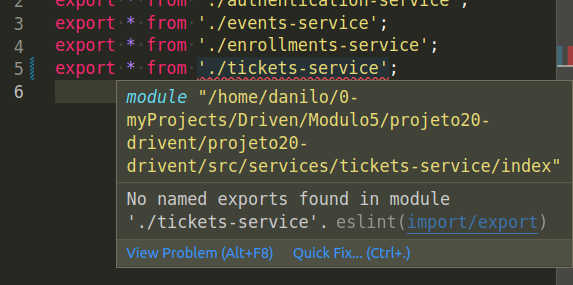 2 export * from './authentication-service';
3 export * from './events-service';
4 export * from './enrollments-service';
5 export * from './tickets-service';
6
module "/home/danilo/0-
myProjects/Driven/Modulo5/projeto20-
drivent/projeto20-
drivent/src/services/tickets-service/index"
No named exports found in module
'./tickets-service'. eslint(import/export)
View Problem (Alt+F8) Quick Fix... (Ctrl+.)